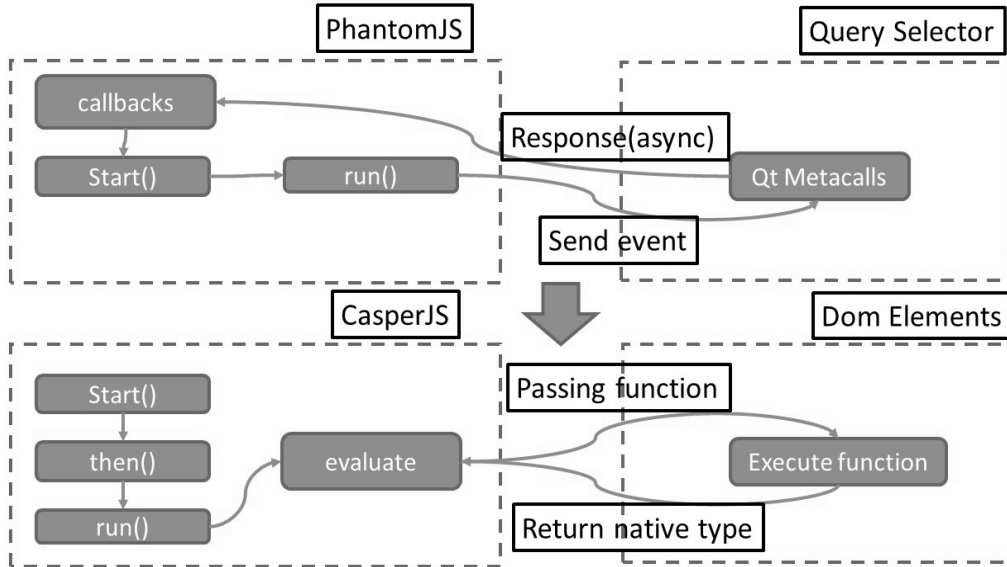 PhantomJS
Query Selector
callbacks
Response(async)
Start()
run()
Qt Metacalls
Send event
CasperJS
Dom Elements
Start()
Passing function
then()
evaluate
Execute function
run()
Return native type